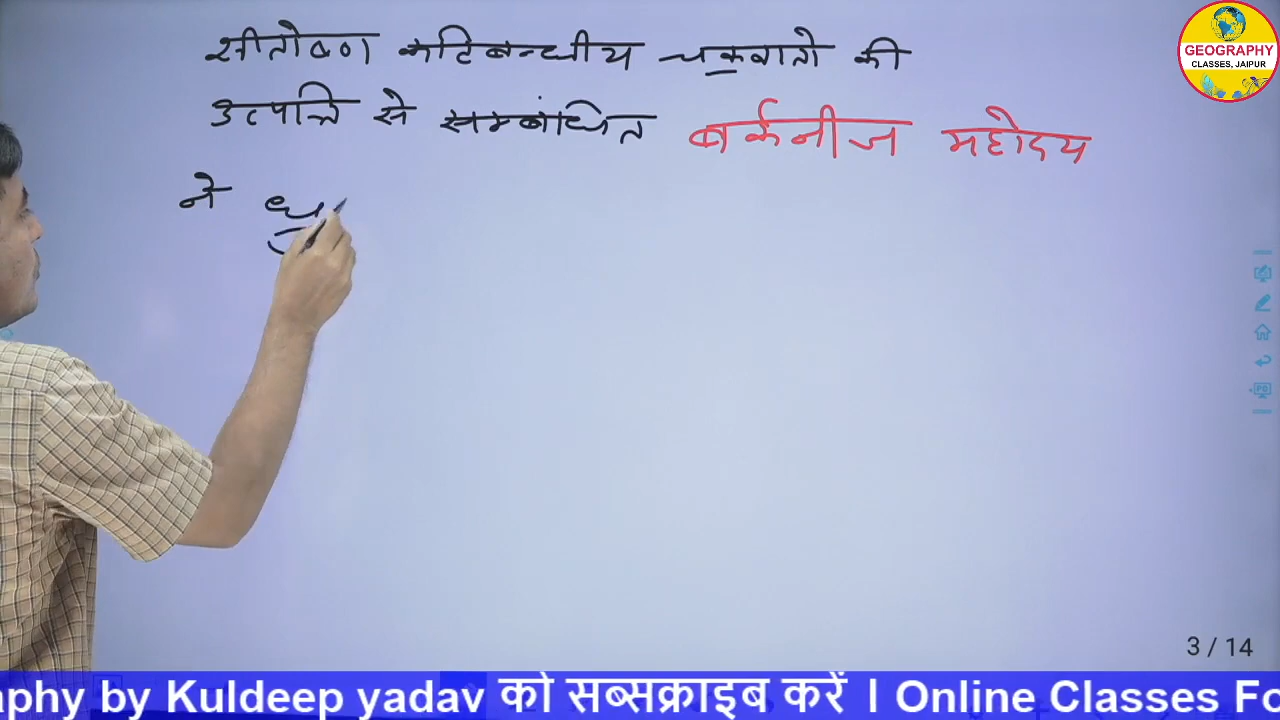 शीतोष्ण कटिबन्धीय चक्रवातो की
उत्पत्ति से सम्बंधित बर्कनीज महोदय
ने
GEOGRAPHY
CLASSES, JAIPUR
3 / 14
aphy by Kuldeep yadav को सब्सक्राइब करें । Online Classes Fo